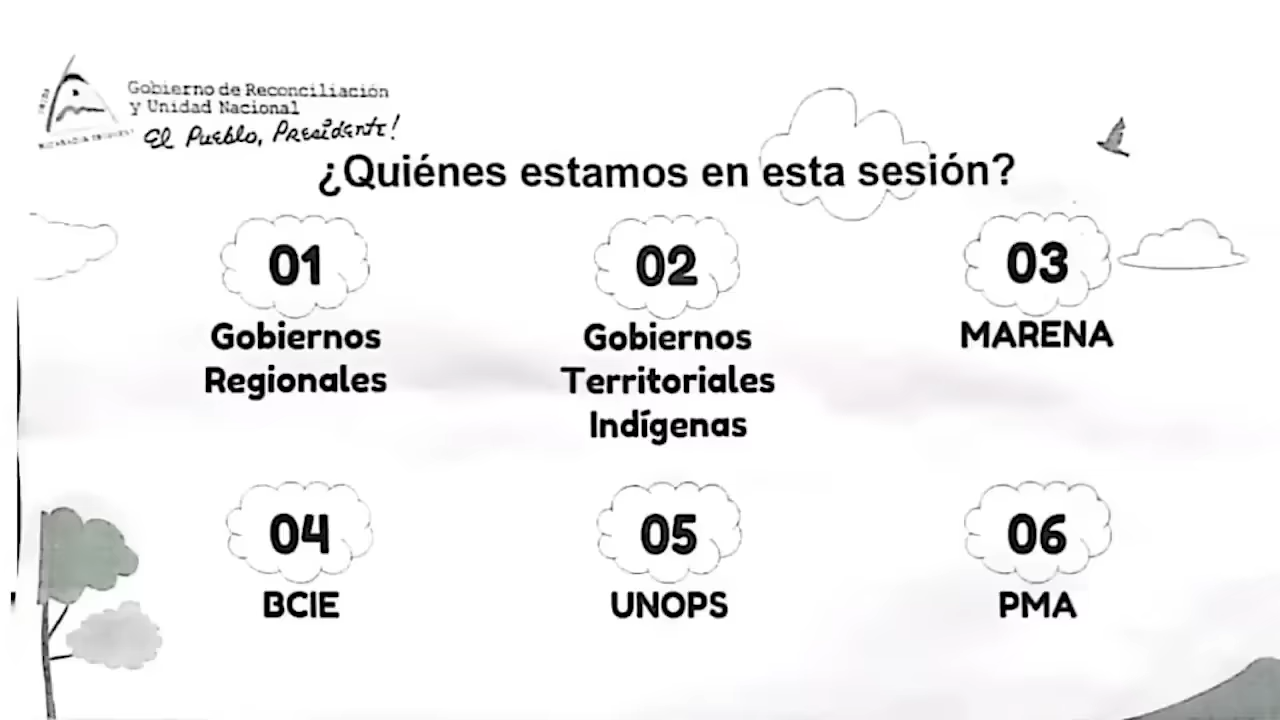 Gobierno de Reconciliación
y Unidad Nacional
El Pueblo, Presidente!
¿Quiénes estamos en esta sesión?
01
02
03
Gobiernos
Regionales
Gobiernos
Territoriales
Indígenas
MARENA
04
05
06
BCIE
UNOPS
PMA